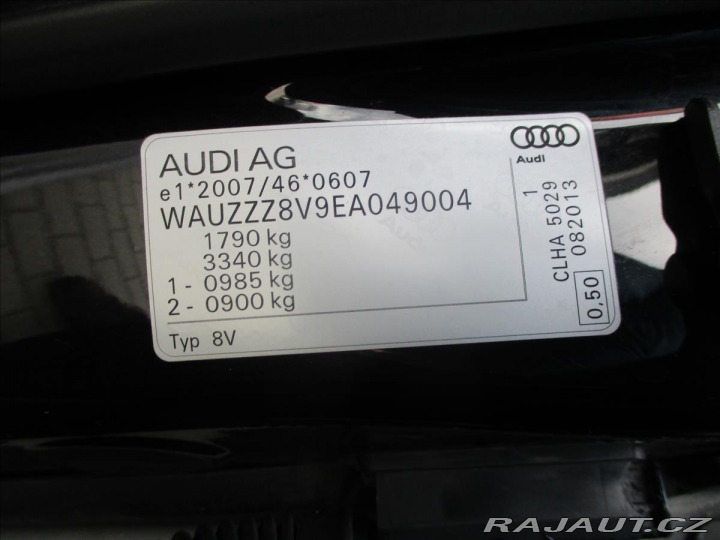 AUDI AG
Audi
e1*2007/46*0607
WAUZZZ8V9EA049004
1790 kg
3340 kg
1 - 0985 kg
2 - 0900 kg
Typ 8V
1
CLHA 5029
082013
0,50
RAJAUT.CZ